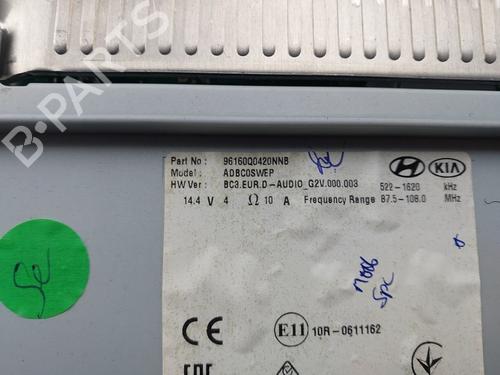 B-PARTS
Part No : 96160Q0420NNB
Model : ADBC0SWEP
HW Ver : BC3.EUR.D-AUDIO_G2V.000.003
KIA
522-1620 kHz
14.4 V 4 Ω 10 A Frequency Range 87.5-108.0 MHz
CE
E11 10R-0611162
EAC